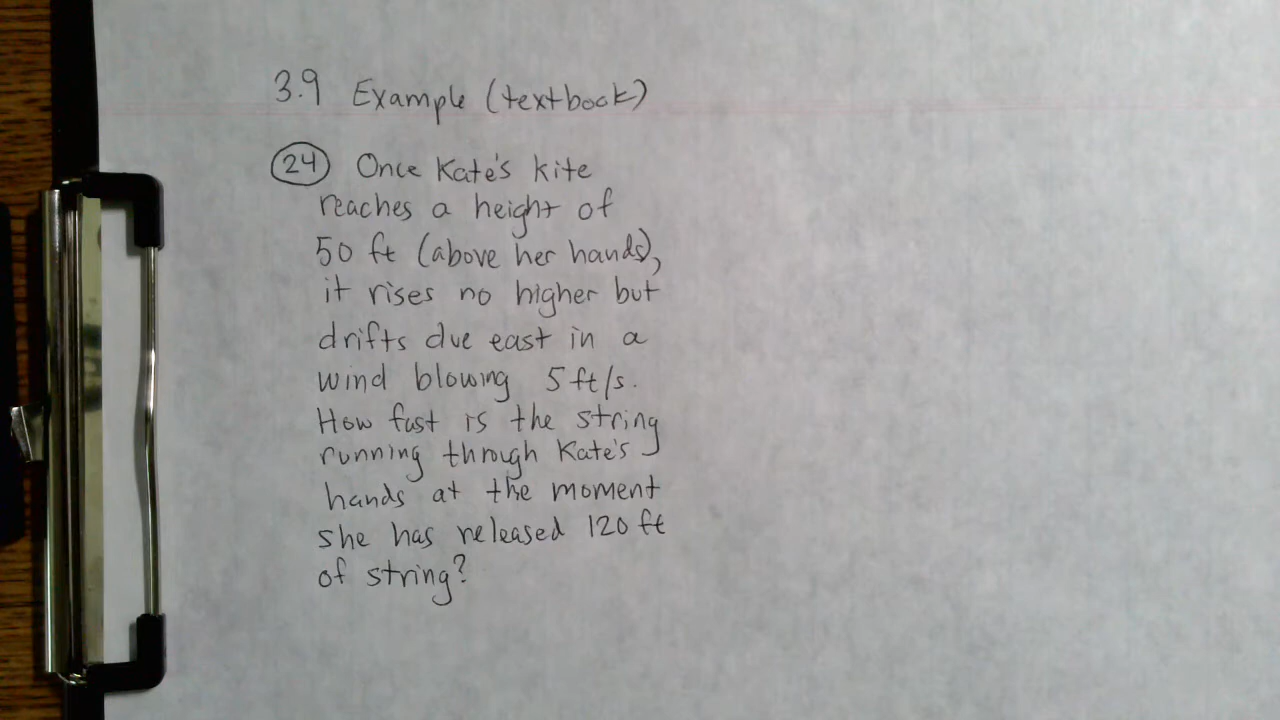 3.9 Example (textbook)
24 Once Kate's kite
reaches a height of
50 ft (above her hands),
it rises no higher but
drifts due east in a
wind blowing 5 ft/s.
How fast is the string
running through Kate's
hands at the moment
she has released 120 ft
of string?